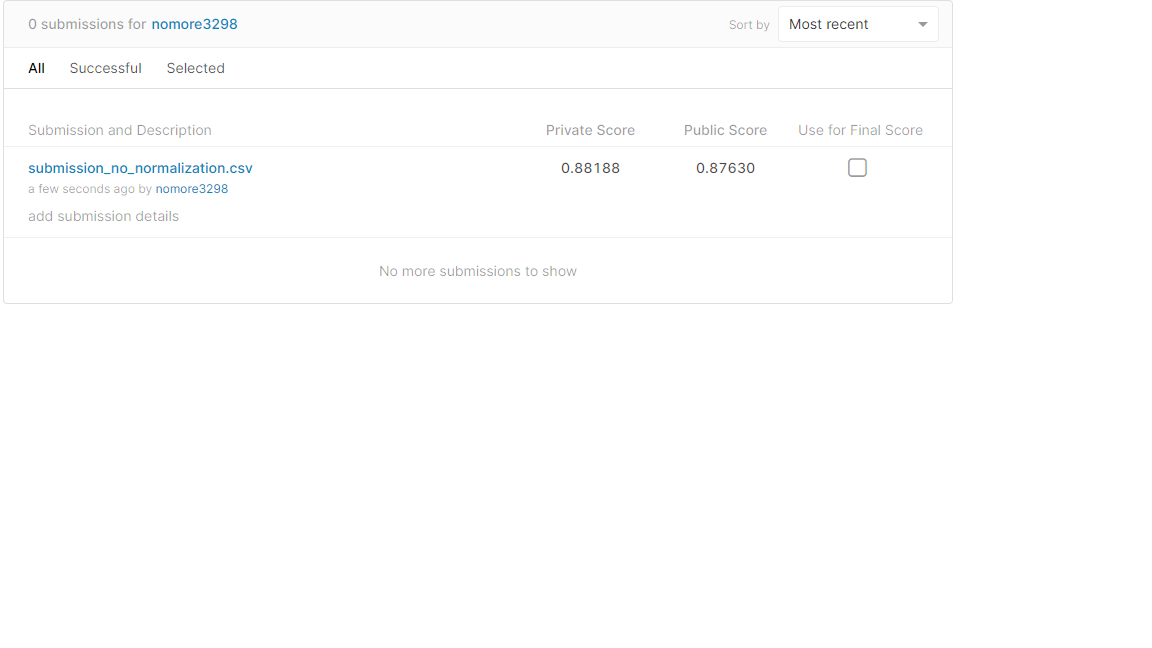 0 submissions for nomore3298
Sort by Most recent
All Successful Selected
Submission and Description Private Score Public Score Use for Final Score
submission_no_normalization.csv 0.88188 0.87630
a few seconds ago by nomore3298
add submission details
No more submissions to show